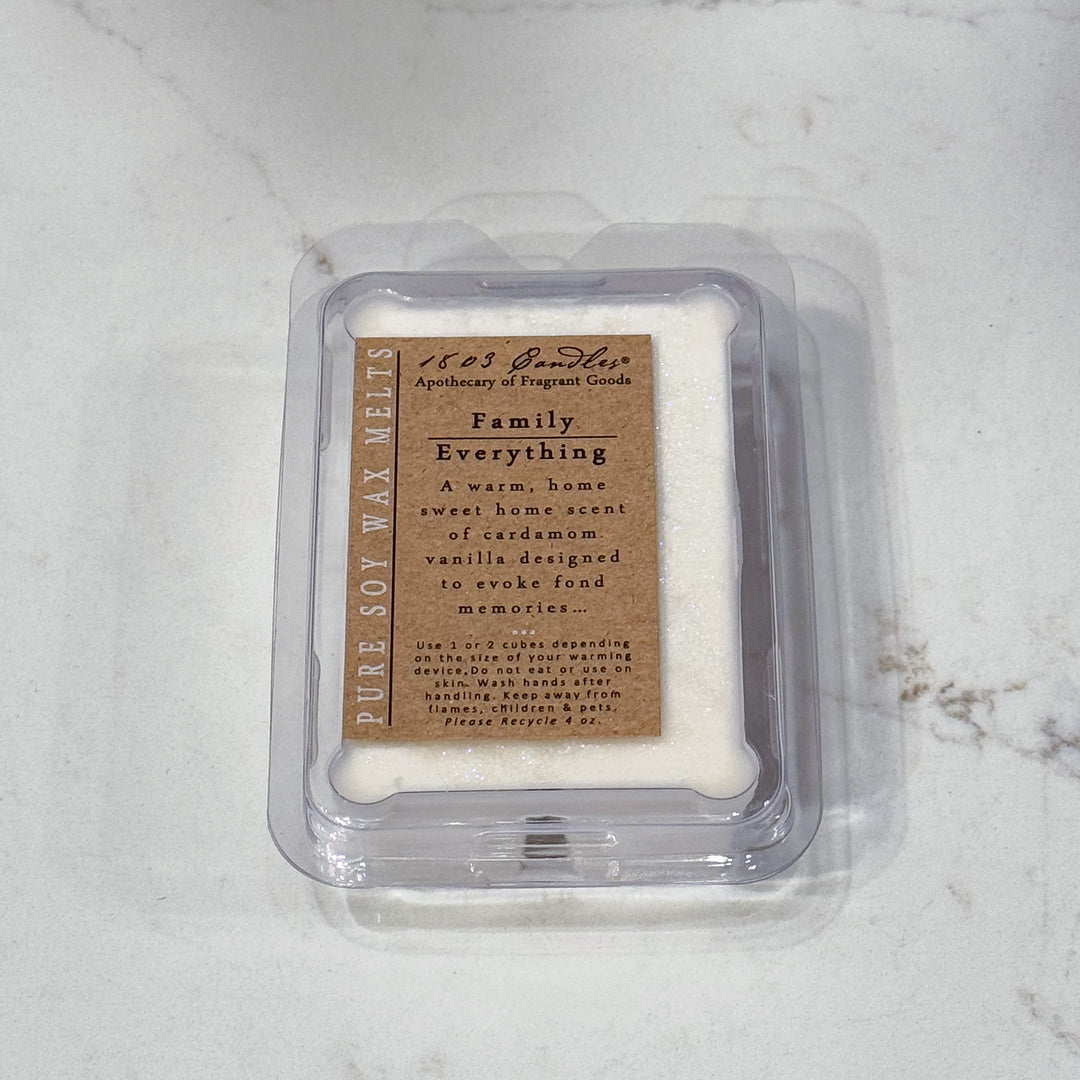 PURE SOY WAX MELTS
1803 Candles®
Apothecary of Fragrant Goods
Family
Everything
A warm, home
sweet home scent
of cardamom
vanilla designed
to evoke fond
memories...
Use 1 or 2 cubes depending
on the size of your warming
device.Do not eat or use on
skin. Wash hands after
handling. Keep away from
flames, children & pets.
Please Recycle 4 oz.